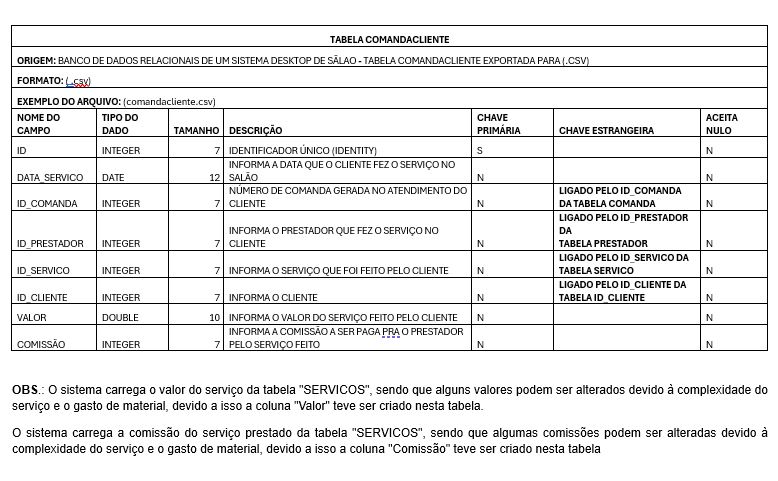 TABELA COMANDACLIENTE
ORIGEM: BANCO DE DADOS RELACIONAIS DE UM SISTEMA DESKTOP DE SÃLAO - TABELA COMANDACLIENTE EXPORTADA PARA (.CSV)
FORMATO: (.csv)
EXEMPLO DO ARQUIVO: (comandacliente.csv)
NOME DO CAMPO TIPO DO DADO TAMANHO DESCRIÇÃO CHAVE PRIMÁRIA CHAVE ESTRANGEIRA ACEITA NULO
ID INTEGER 7 IDENTIFICADOR ÚNICO (IDENTITY) S N
DATA_SERVICO DATE 12 INFORMA A DATA QUE O CLIENTE FEZ O SERVIÇO NO SALÃO N N
ID_COMANDA INTEGER 7 NÚMERO DE COMANDA GERADA NO ATENDIMENTO DO CLIENTE N LIGADO PELO ID_COMANDA DA TABELA COMANDA N
ID_PRESTADOR INTEGER 7 INFORMA O PRESTADOR QUE FEZ O SERVIÇO NO CLIENTE N LIGADO PELO ID_PRESTADOR DA TABELA PRESTADOR N
ID_SERVICO INTEGER 7 INFORMA O SERVIÇO QUE FOI FEITO PELO CLIENTE N LIGADO PELO ID_SERVICO DA TABELA SERVICO N
ID_CLIENTE INTEGER 7 INFORMA O CLIENTE N LIGADO PELO ID_CLIENTE DA TABELA ID_CLIENTE N
VALOR DOUBLE 10 INFORMA O VALOR DO SERVIÇO FEITO PELO CLIENTE N N
COMISSÃO INTEGER 7 INFORMA A COMISSÃO A SER PAGA PRA O PRESTADOR PELO SERVIÇO FEITO N N
OBS.: O sistema carrega o valor do serviço da tabela "SERVICOS", sendo que alguns valores podem ser alterados devido à complexidade do
serviço e o gasto de material, devido a isso a coluna "Valor" teve ser criado nesta tabela.
O sistema carrega a comissão do serviço prestado da tabela "SERVICOS", sendo que algumas comissões podem ser alteradas devido à
complexidade do serviço e o gasto de material, devido a isso a coluna "Comissão" teve ser criado nesta tabela